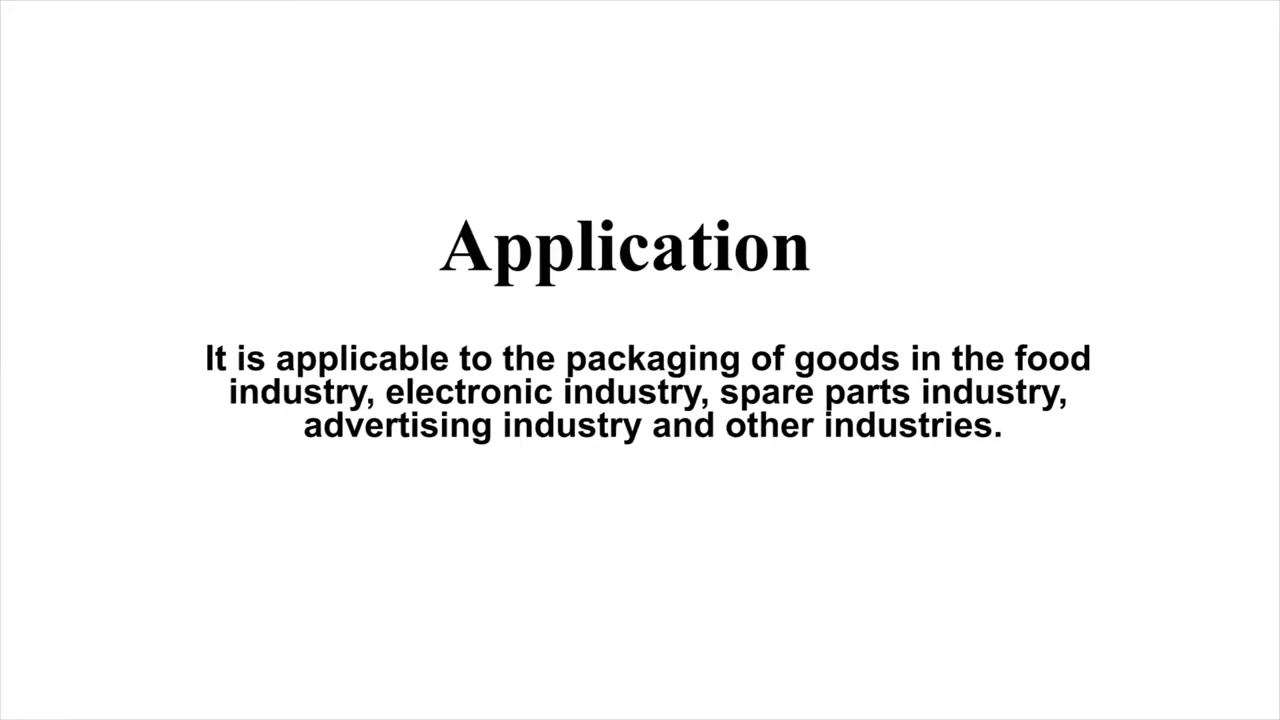 Application
It is applicable to the packaging of goods in the food
industry, electronic industry, spare parts industry,
advertising industry and other industries.